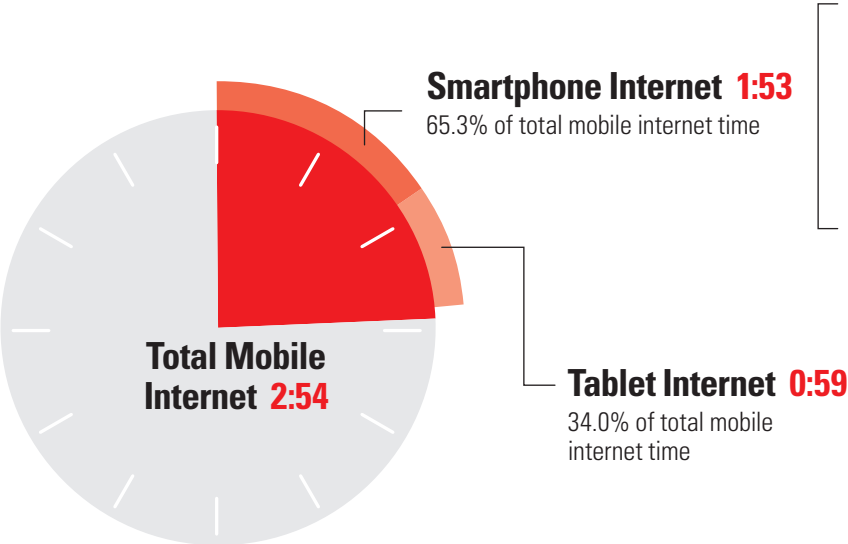 Smartphone Internet 1:53
65.3% of total mobile internet time
Total Mobile
Internet 2:54
Tablet Internet 0:59
34.0% of total mobile
internet time